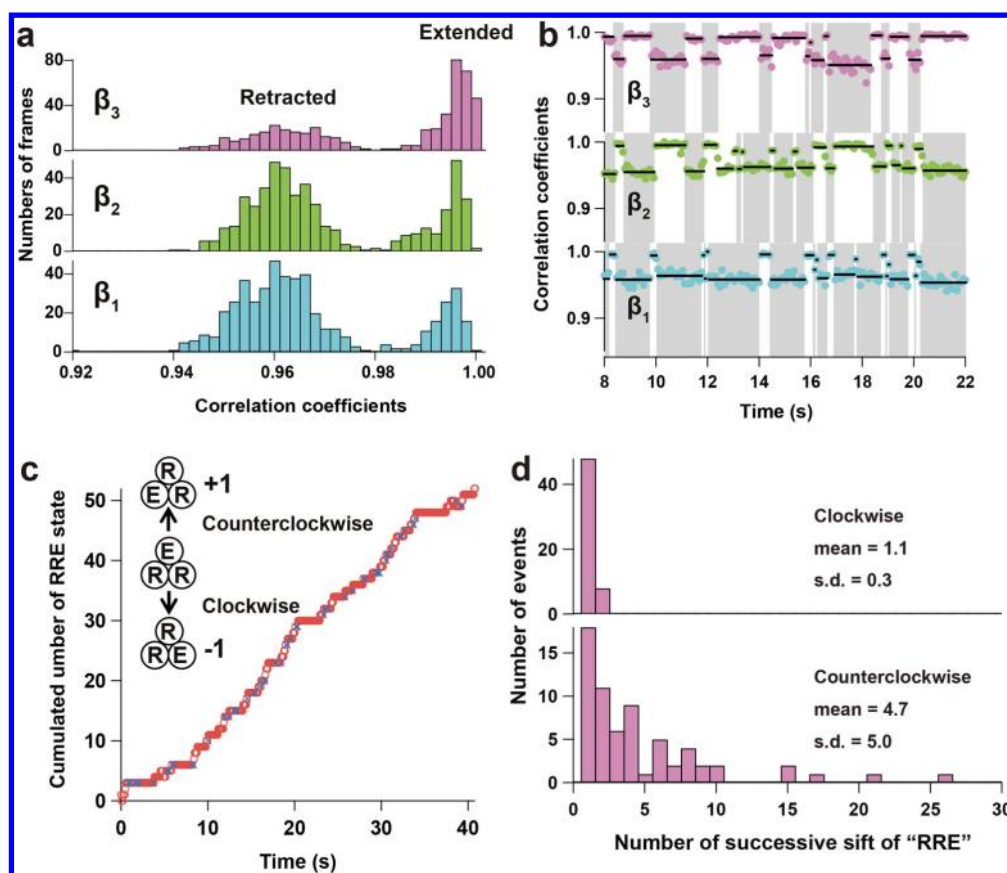 a
Extended
Retracted
β3
β2
β1
Numbers of frames
80
40
0
40
20
0
40
20
0
0.92
0.94
0.96
0.98
1.00
Correlation coefficients
b
1.0
0.9
β3
1.0
0.9
β2
1.0
0.9
β1
Correlation coefficients
8
10
12
14
16
18
20
22
Time (s)
c
R
E R
+1
Counterclockwise
E
R R
Clockwise
R
R E
-1
Cumulated umber of RRE state
50
40
30
20
10
0
0
10
20
30
40
Time (s)
d
Clockwise
mean = 1.1
s.d. = 0.3
Counterclockwise
mean = 4.7
s.d. = 5.0
Number of events
40
20
0
15
10
5
0
0
5
10
15
20
25
30
Number of successive sift of “RRE”